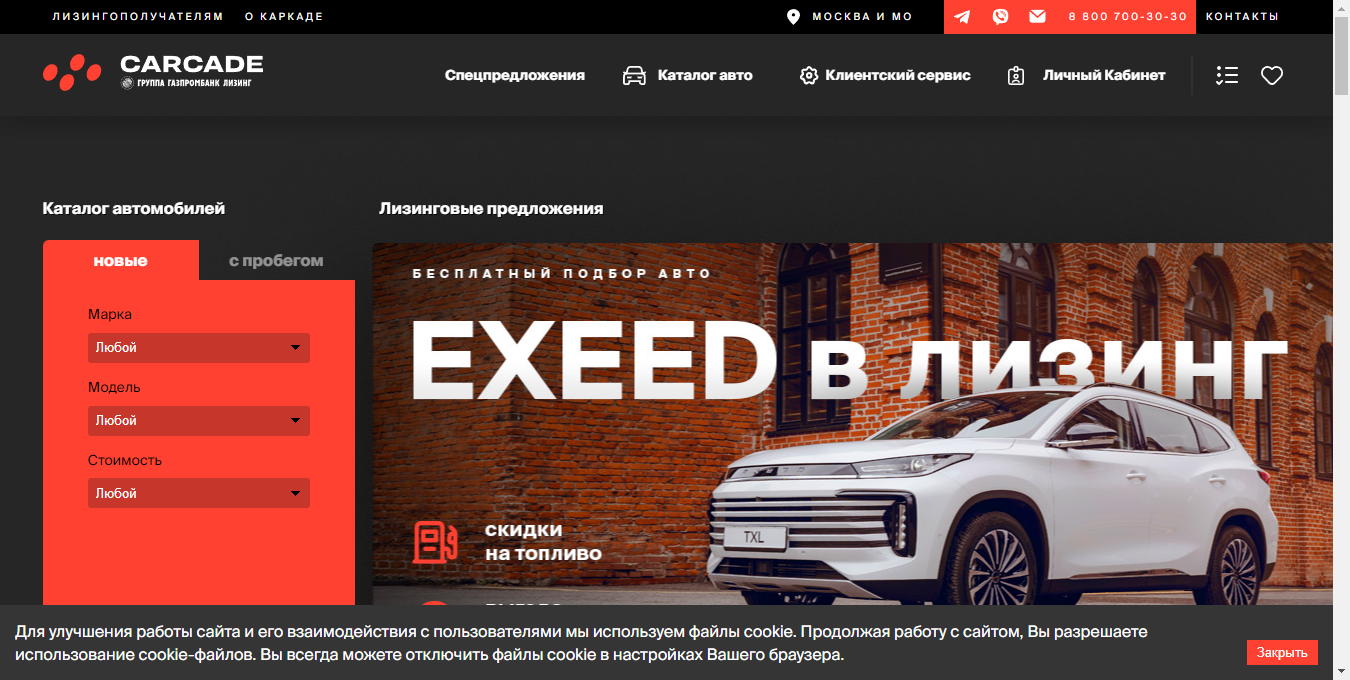 ЛИЗИНГОПОЛУЧАТЕЛЯМ О КАРКАДЕ МОСКВА И МО 8 800 700-30-30 КОНТАКТЫ
CARCADE
ГРУППА ГАЗПРОМБАНК ЛИЗИНГ
Спецпредложения Каталог авто Клиентский сервис Личный Кабинет
Каталог автомобилей
новые с пробегом
Марка
Любой
Модель
Любой
Стоимость
Любой
Лизинговые предложения
БЕСПЛАТНЫЙ ПОДБОР АВТО
EXEED в лизинг
TXL
скидки
на топливо
Для улучшения работы сайта и его взаимодействия с пользователями мы используем файлы cookie. Продолжая работу с сайтом, Вы разрешаете
использование cookie-файлов. Вы всегда можете отключить файлы cookie в настройках Вашего браузера.
Закрыть